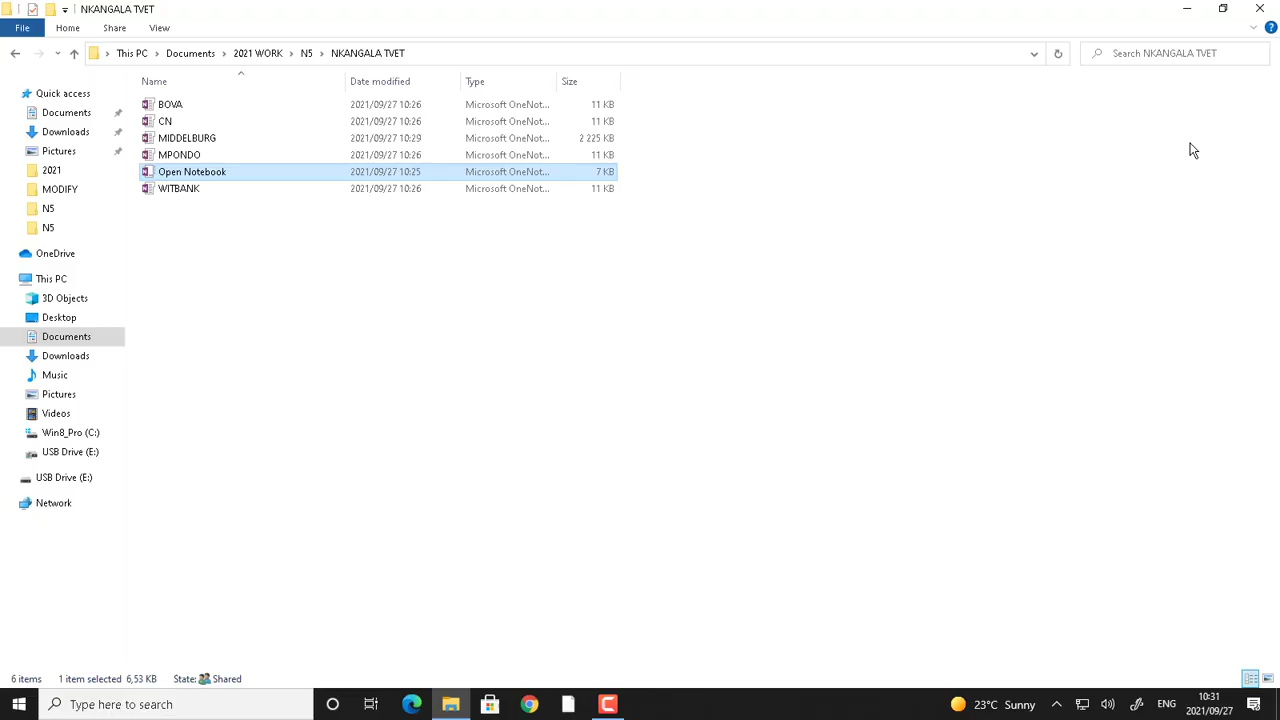 NKANGALA TVET
File Home Share View
This PC Documents 2021 WORK N5 NKANGALA TVET Search NKANGALA TVET
Name Date modified Type Size
BOVA 2021/09/27 10:26 Microsoft OneNot... 11 KB
CN 2021/09/27 10:26 Microsoft OneNot... 11 KB
MIDDELBURG 2021/09/27 10:29 Microsoft OneNot... 2 225 KB
MPONDO 2021/09/27 10:26 Microsoft OneNot... 11 KB
Open Notebook 2021/09/27 10:25 Microsoft OneNot... 7 KB
WITBANK 2021/09/27 10:26 Microsoft OneNot... 11 KB
Quick access
Documents
Downloads
Pictures
2021
MODIFY
N5
N5
OneDrive
This PC
3D Objects
Desktop
Documents
Downloads
Music
Pictures
Videos
Win8_Pro (C:)
USB Drive (E:)
USB Drive (E:)
Network
6 items 1 item selected 6,53 KB State: Shared
Type here to search
23°C Sunny
ENG
10:31
2021/09/27